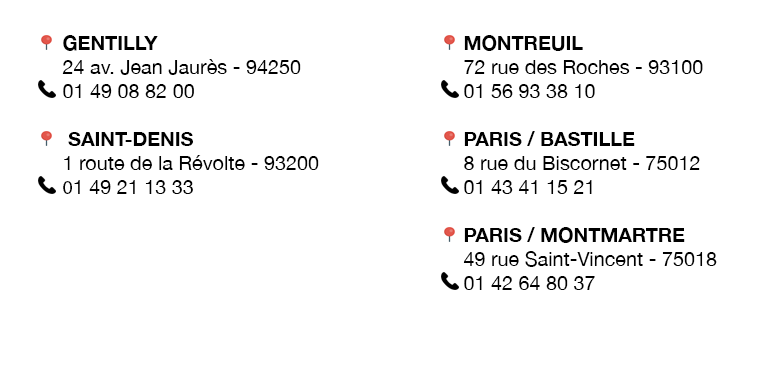 GENTILLY
24 av. Jean Jaurès - 94250
01 49 08 82 00
SAINT-DENIS
1 route de la Révolte - 93200
01 49 21 13 33
MONTREUIL
72 rue des Roches - 93100
01 56 93 38 10
PARIS / BASTILLE
8 rue du Biscornet - 75012
01 43 41 15 21
PARIS / MONTMARTRE
49 rue Saint-Vincent - 75018
01 42 64 80 37